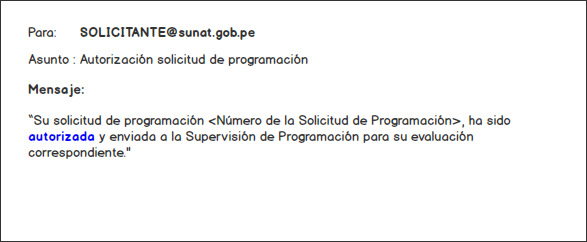 Para: SOLICITANTE@sunat.gob.pe
Asunto : Autorización solicitud de programación
Mensaje:
"Su solicitud de programación <Número de la Solicitud de Programación>, ha sido
autorizada y enviada a la Supervisión de Programación para su evaluación
correspondiente."